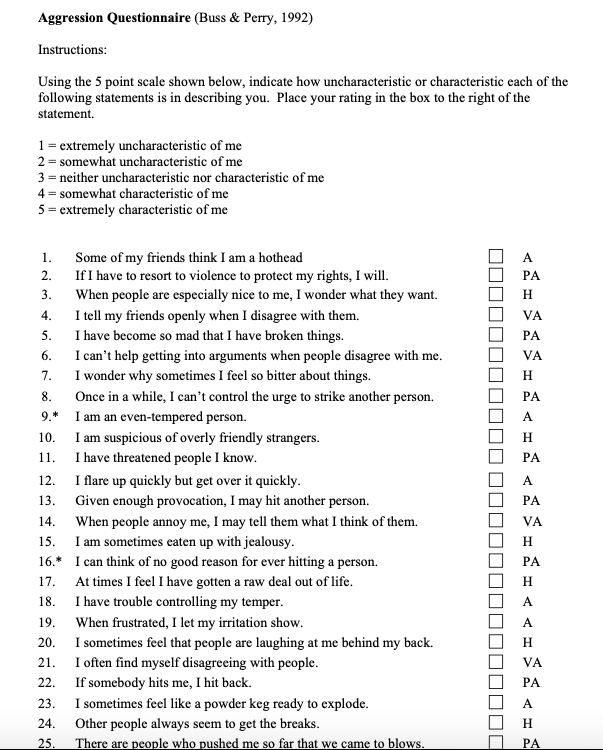 Aggression Questionnaire (Buss & Perry, 1992)
Instructions:
Using the 5 point scale shown below, indicate how uncharacteristic or characteristic each of the
following statements is in describing you. Place your rating in the box to the right of the
statement.
1 = extremely uncharacteristic of me
2 = somewhat uncharacteristic of me
3 = neither uncharacteristic nor characteristic of me
4 = somewhat characteristic of me
5 = extremely characteristic of me
1. Some of my friends think I am a hothead A
2. If I have to resort to violence to protect my rights, I will. PA
3. When people are especially nice to me, I wonder what they want. H
4. I tell my friends openly when I disagree with them. VA
5. I have become so mad that I have broken things. PA
6. I can’t help getting into arguments when people disagree with me. VA
7. I wonder why sometimes I feel so bitter about things. H
8. Once in a while, I can’t control the urge to strike another person. PA
9.* I am an even-tempered person. A
10. I am suspicious of overly friendly strangers. H
11. I have threatened people I know. PA
12. I flare up quickly but get over it quickly. A
13. Given enough provocation, I may hit another person. PA
14. When people annoy me, I may tell them what I think of them. VA
15. I am sometimes eaten up with jealousy. H
16.* I can think of no good reason for ever hitting a person. PA
17. At times I feel I have gotten a raw deal out of life. H
18. I have trouble controlling my temper. A
19. When frustrated, I let my irritation show. A
20. I sometimes feel that people are laughing at me behind my back. H
21. I often find myself disagreeing with people. VA
22. If somebody hits me, I hit back. PA
23. I sometimes feel like a powder keg ready to explode. A
24. Other people always seem to get the breaks. H
25. There are people who pushed me so far that we came to blows. PA